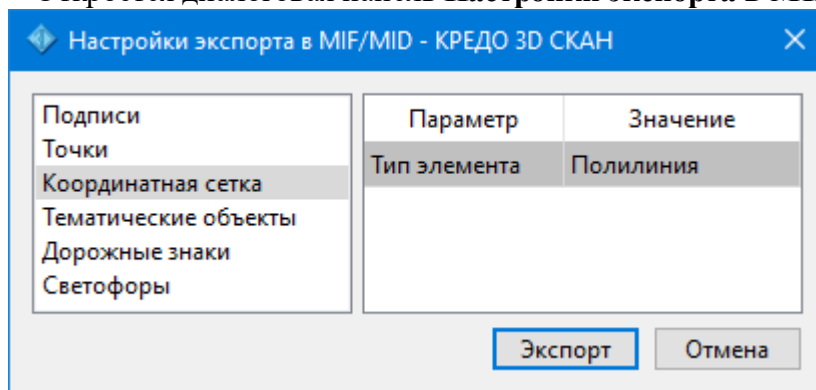 Настройки экспорта в MIF/MID - КРЕДО 3D СКАН
Подписи
Точки
Координатная сетка
Тематические объекты
Дорожные знаки
Светофоры
Параметр Значение
Тип элемента Полилиния
Экспорт Отмена